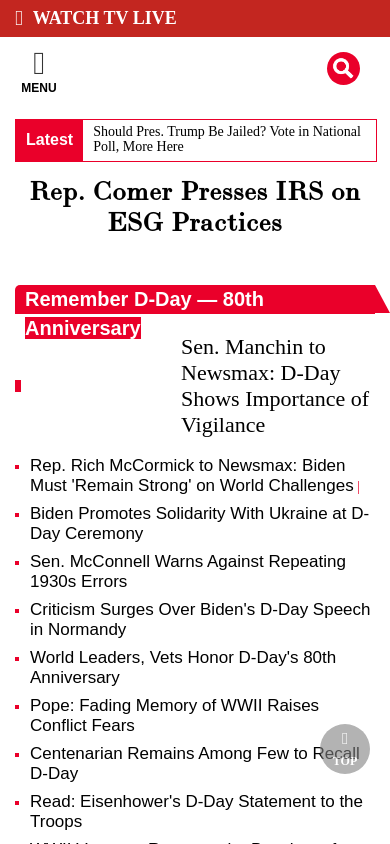 WATCH TV LIVE
MENU
Latest
Should Pres. Trump Be Jailed? Vote in National
Poll, More Here
Rep. Comer Presses IRS on
ESG Practices
Remember D-Day — 80th
Anniversary
Sen. Manchin to
Newsmax: D-Day
Shows Importance of
Vigilance
Rep. Rich McCormick to Newsmax: Biden
Must 'Remain Strong' on World Challenges |
Biden Promotes Solidarity With Ukraine at D-
Day Ceremony
Sen. McConnell Warns Against Repeating
1930s Errors
Criticism Surges Over Biden's D-Day Speech
in Normandy
World Leaders, Vets Honor D-Day's 80th
Anniversary
Pope: Fading Memory of WWII Raises
Conflict Fears
Centenarian Remains Among Few to Recall
D-Day
TOP
Read: Eisenhower's D-Day Statement to the
Troops